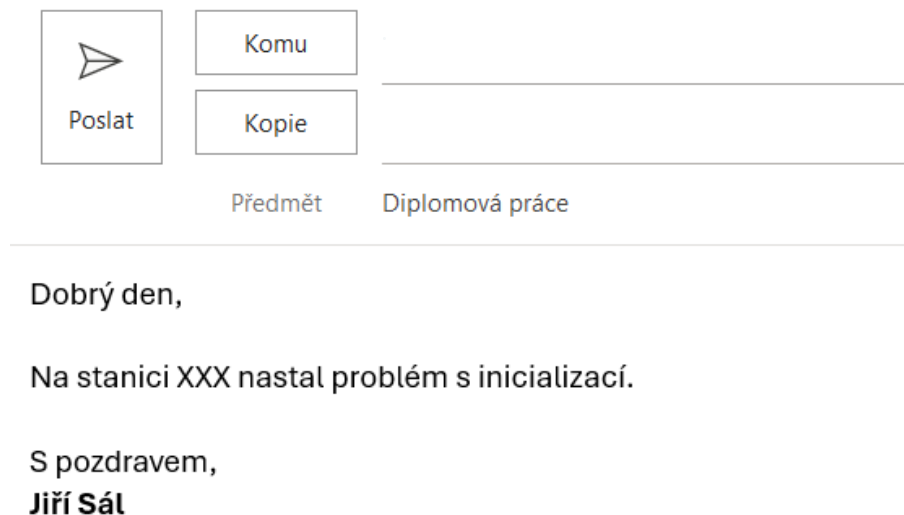 Komu
Poslat
Kopie
Předmět Diplomová práce
Dobrý den,
Na stanici XXX nastal problém s inicializací.
S pozdravem,
Jiří Sál